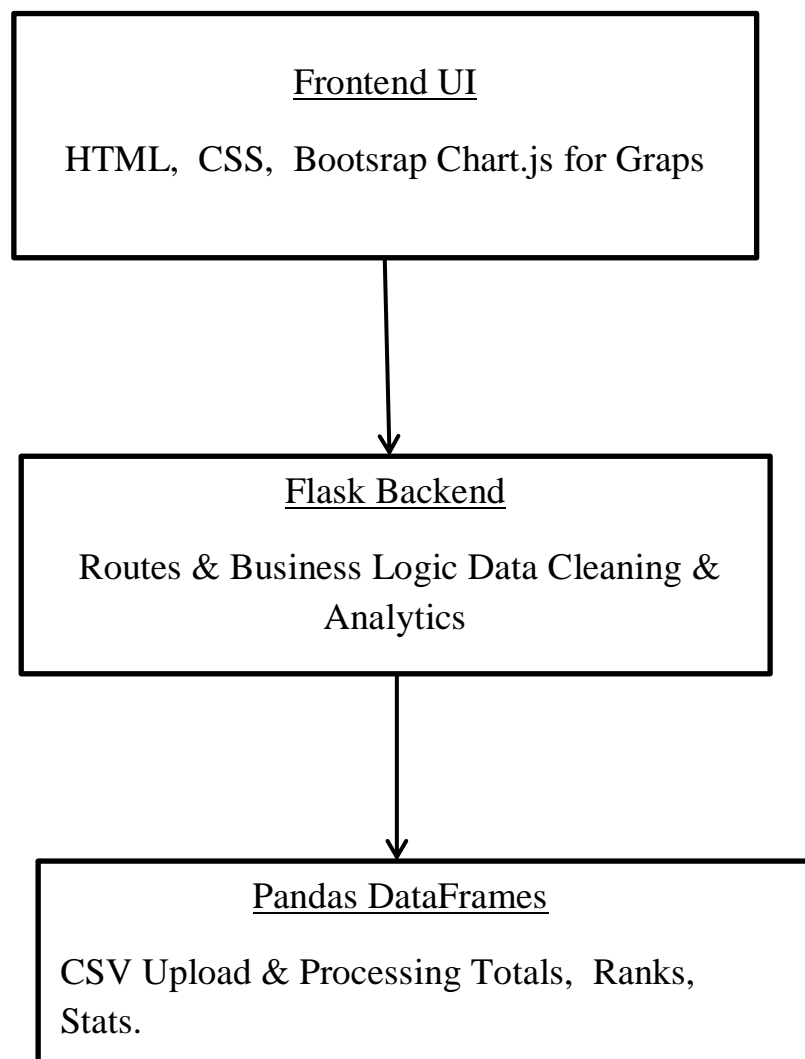 Frontend UI
HTML, CSS, Bootsrap Chart.js for Graps
Flask Backend
Routes & Business Logic Data Cleaning &
Analytics
Pandas DataFrames
CSV Upload & Processing Totals, Ranks,
Stats.